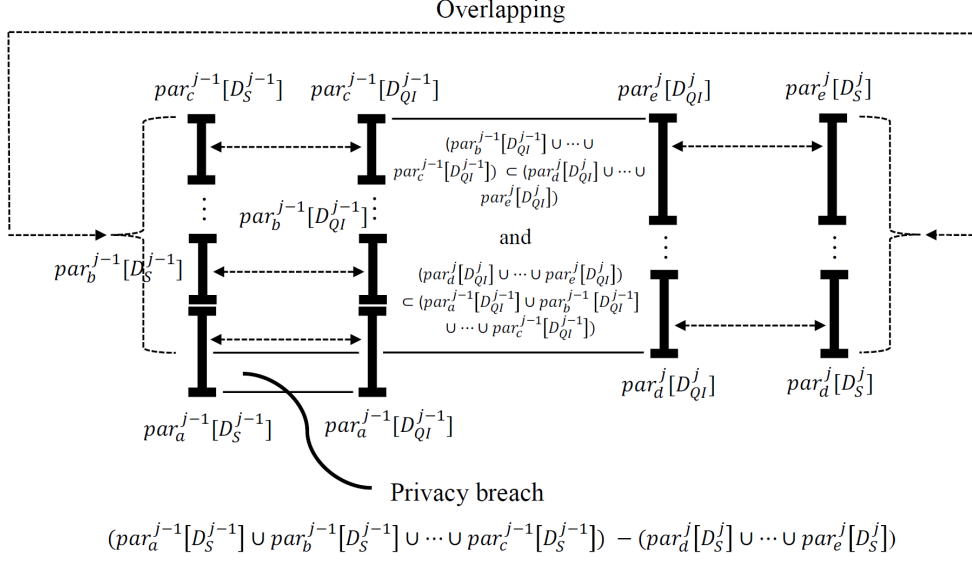 Overlapping
par_c^{j-1}[D_S^{j-1}] par_c^{j-1}[D_{QI}^{j-1}] par_e^j[D_{QI}^j] par_e^j[D_S^j]
(par_b^{j-1}[D_{QI}^{j-1}] ∪ ⋯ ∪
par_c^{j-1}[D_{QI}^{j-1}]) ⊂ (par_d^j[D_{QI}^j] ∪ ⋯ ∪
par_e^j[D_{QI}^j])
par_b^{j-1}[D_{QI}^{j-1}]
and
par_b^{j-1}[D_S^{j-1}]
(par_d^j[D_{QI}^j] ∪ ⋯ ∪ par_e^j[D_{QI}^j])
⊂ (par_a^{j-1}[D_{QI}^{j-1}] ∪ par_b^{j-1}[D_{QI}^{j-1}]
∪ ⋯ ∪ par_c^{j-1}[D_{QI}^{j-1}])
par_d^j[D_{QI}^j] par_d^j[D_S^j]
par_a^{j-1}[D_S^{j-1}] par_a^{j-1}[D_{QI}^{j-1}]
Privacy breach
(par_a^{j-1}[D_S^{j-1}] ∪ par_b^{j-1}[D_S^{j-1}] ∪ ⋯ ∪ par_c^{j-1}[D_S^{j-1}]) − (par_d^j[D_S^j] ∪ ⋯ ∪ par_e^j[D_S^j])